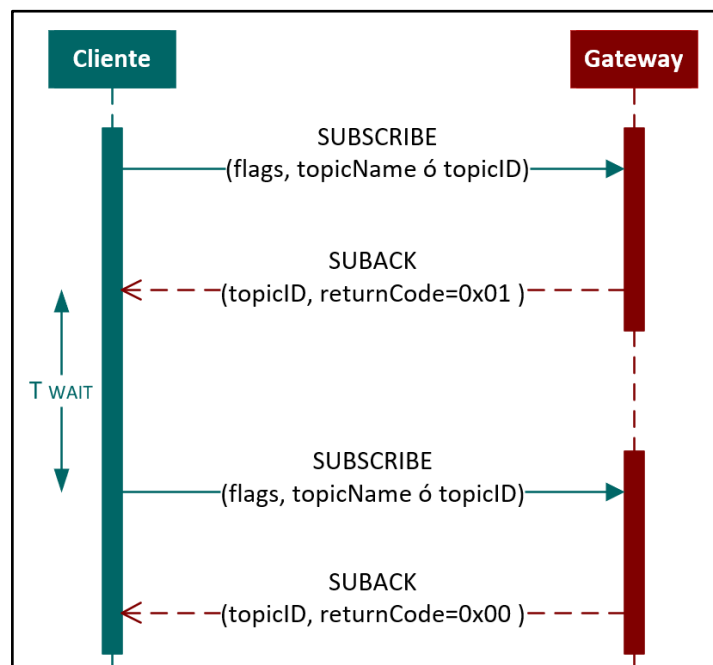 Cliente
Gateway
SUBSCRIBE
(flags, topicName ó topicID)
SUBACK
(topicID, returnCode=0x01 )
T WAIT
SUBSCRIBE
(flags, topicName ó topicID)
SUBACK
(topicID, returnCode=0x00 )